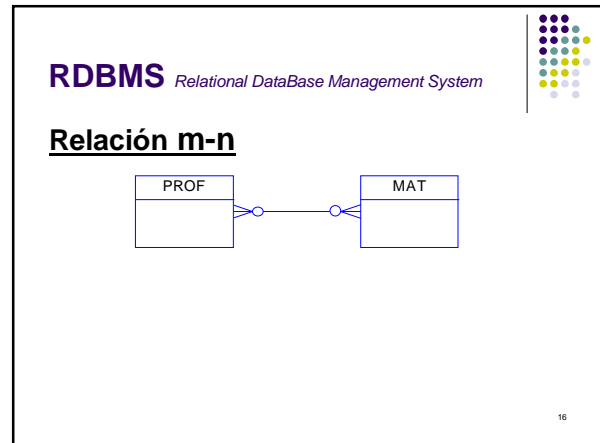 RDBMS Relational DataBase Management System
Relación m-n
PROF
MAT
16